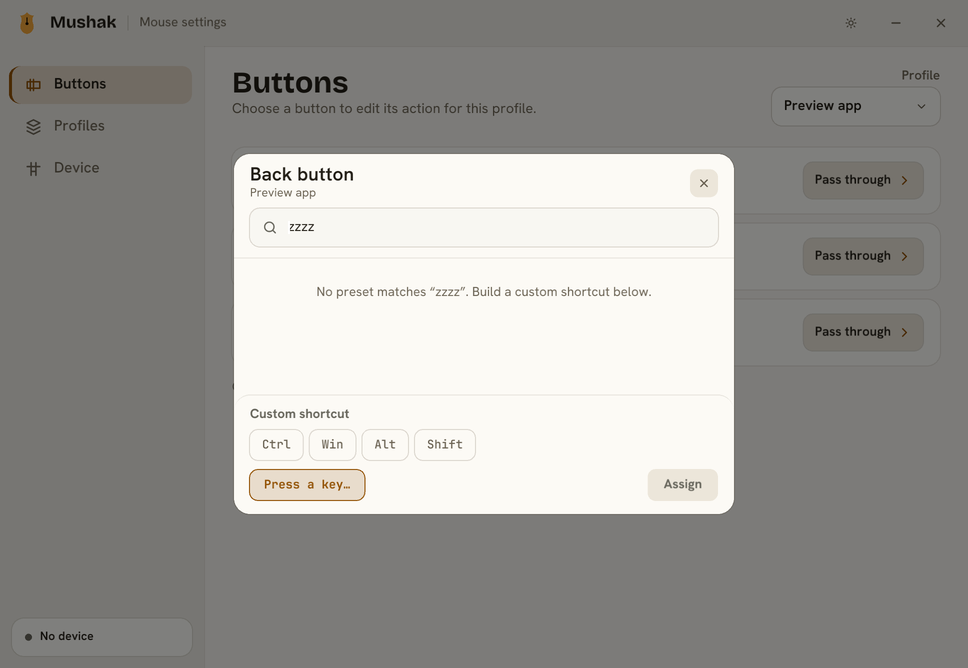 Mushak
Mouse settings
Buttons
Profiles
Device
No device
Buttons
Choose a button to edit its action for this profile.
Profile
Preview app
Pass through
Pass through
Pass through
Back button
Preview app
zzzz
No preset matches “zzzz”. Build a custom shortcut below.
Custom shortcut
Ctrl
Win
Alt
Shift
Press a key…
Assign